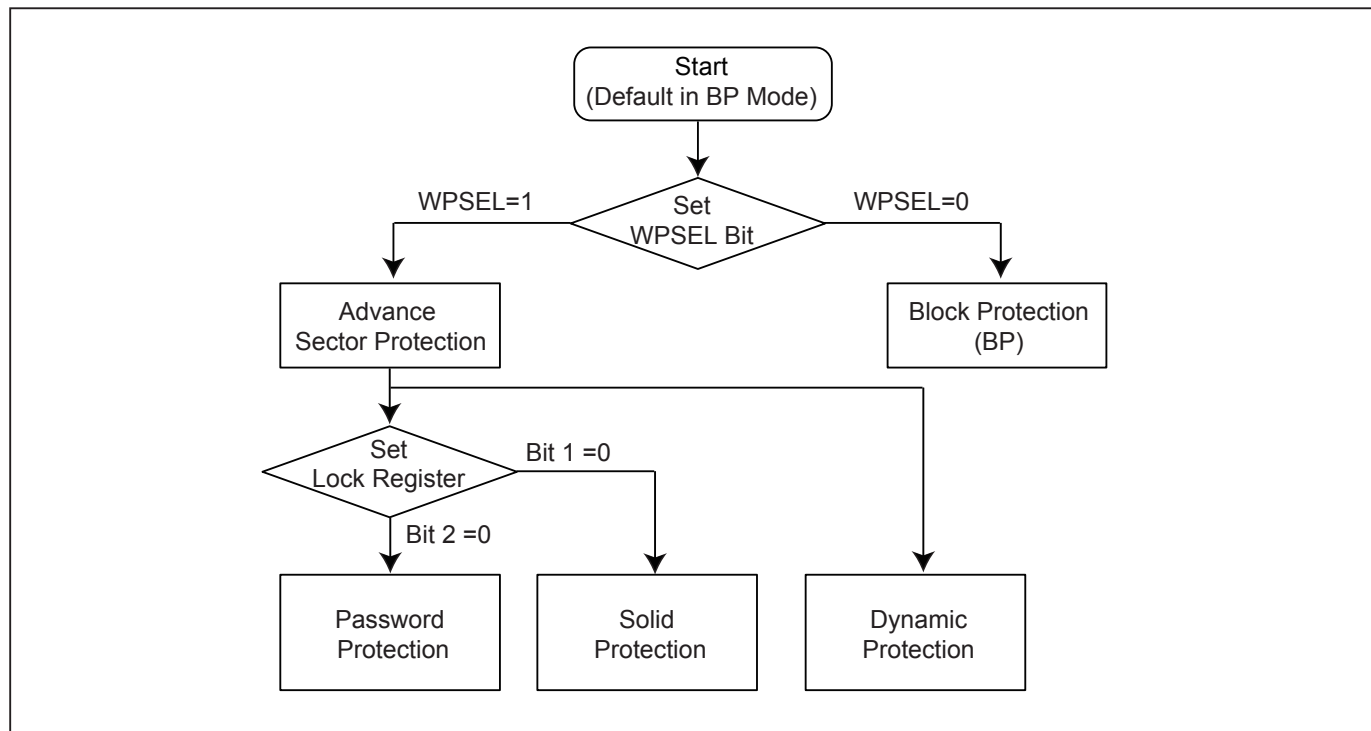 Start
(Default in BP Mode)
WPSEL=1
Set
WPSEL Bit
WPSEL=0
Advance
Sector Protection
Block Protection
(BP)
Set
Lock Register
Bit 1 =0
Bit 2 =0
Password
Protection
Solid
Protection
Dynamic
Protection